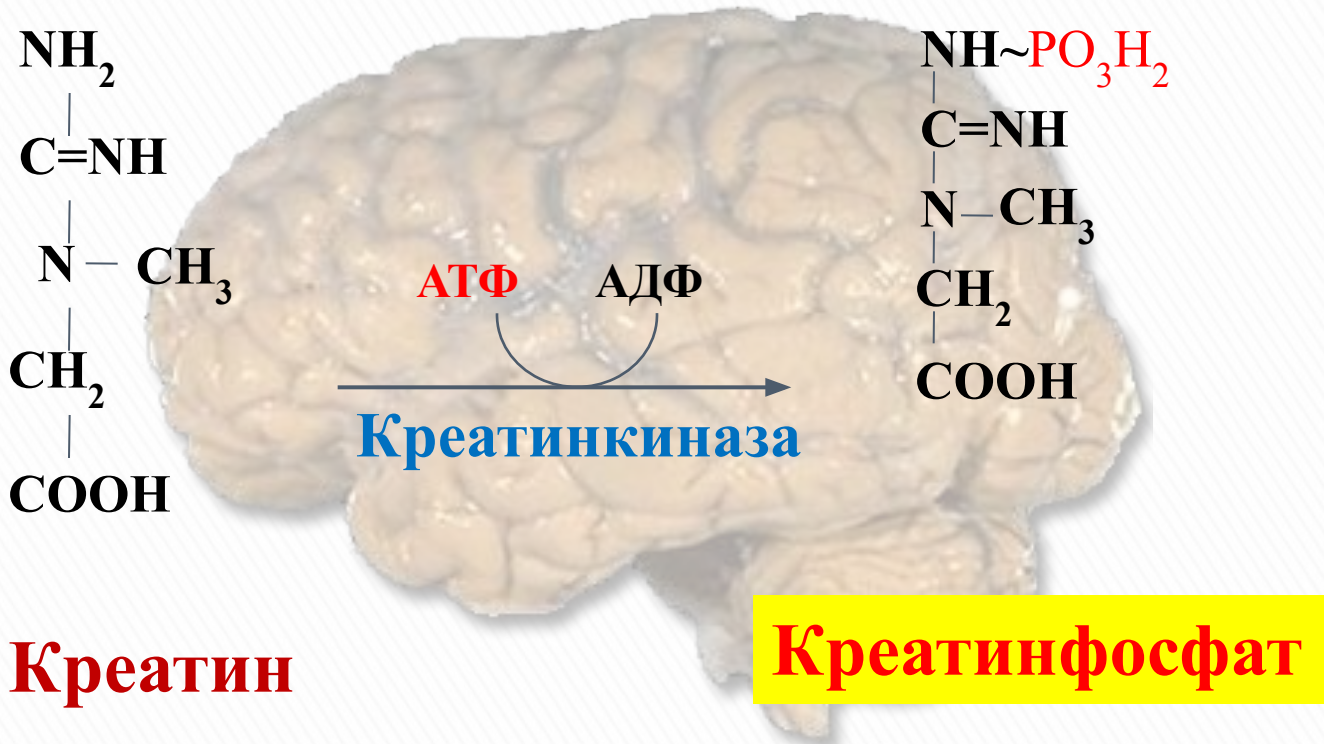 NH₂
C=NH
N – CH₃
CH₂
COOH
Креатин
АТФ АДФ
Креатинкиназа
NH~PO₃H₂
C=NH
N – CH₃
CH₂
COOH
Креатинфосфат